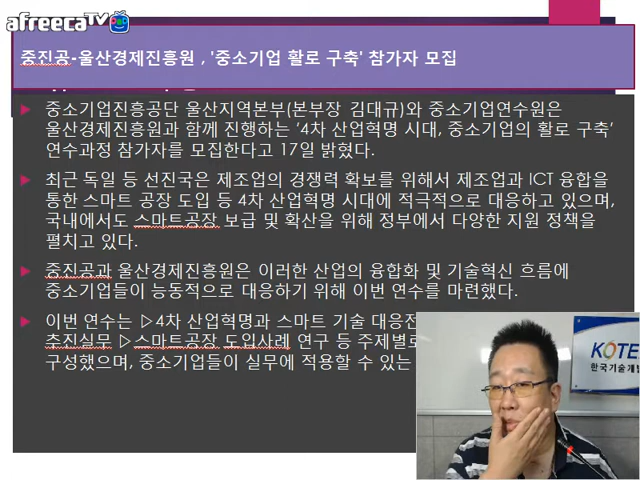 afreecaTV
중진공-울산경제진흥원 , '중소기업 활로 구축' 참가자 모집
중소기업진흥공단 울산지역본부(본부장 김대규)와 중소기업연수원은
울산경제진흥원과 함께 진행하는 '4차 산업혁명 시대, 중소기업의 활로 구축'
연수과정 참가자를 모집한다고 17일 밝혔다.
최근 독일 등 선진국은 제조업의 경쟁력 확보를 위해서 제조업과 ICT 융합을
통한 스마트 공장 도입 등 4차 산업혁명 시대에 적극적으로 대응하고 있으며,
국내에서도 스마트공장 보급 및 확산을 위해 정부에서 다양한 지원 정책을
펼치고 있다.
중진공과 울산경제진흥원은 이러한 산업의 융합화 및 기술혁신 흐름에
중소기업들이 능동적으로 대응하기 위해 이번 연수를 마련했다.
이번 연수는 ▷4차 산업혁명과 스마트 기술 대응전
추진실무 ▷스마트공장 도입사례 연구 등 주제별로
구성했으며, 중소기업들이 실무에 적용할 수 있는
KOTE
한국기술개발